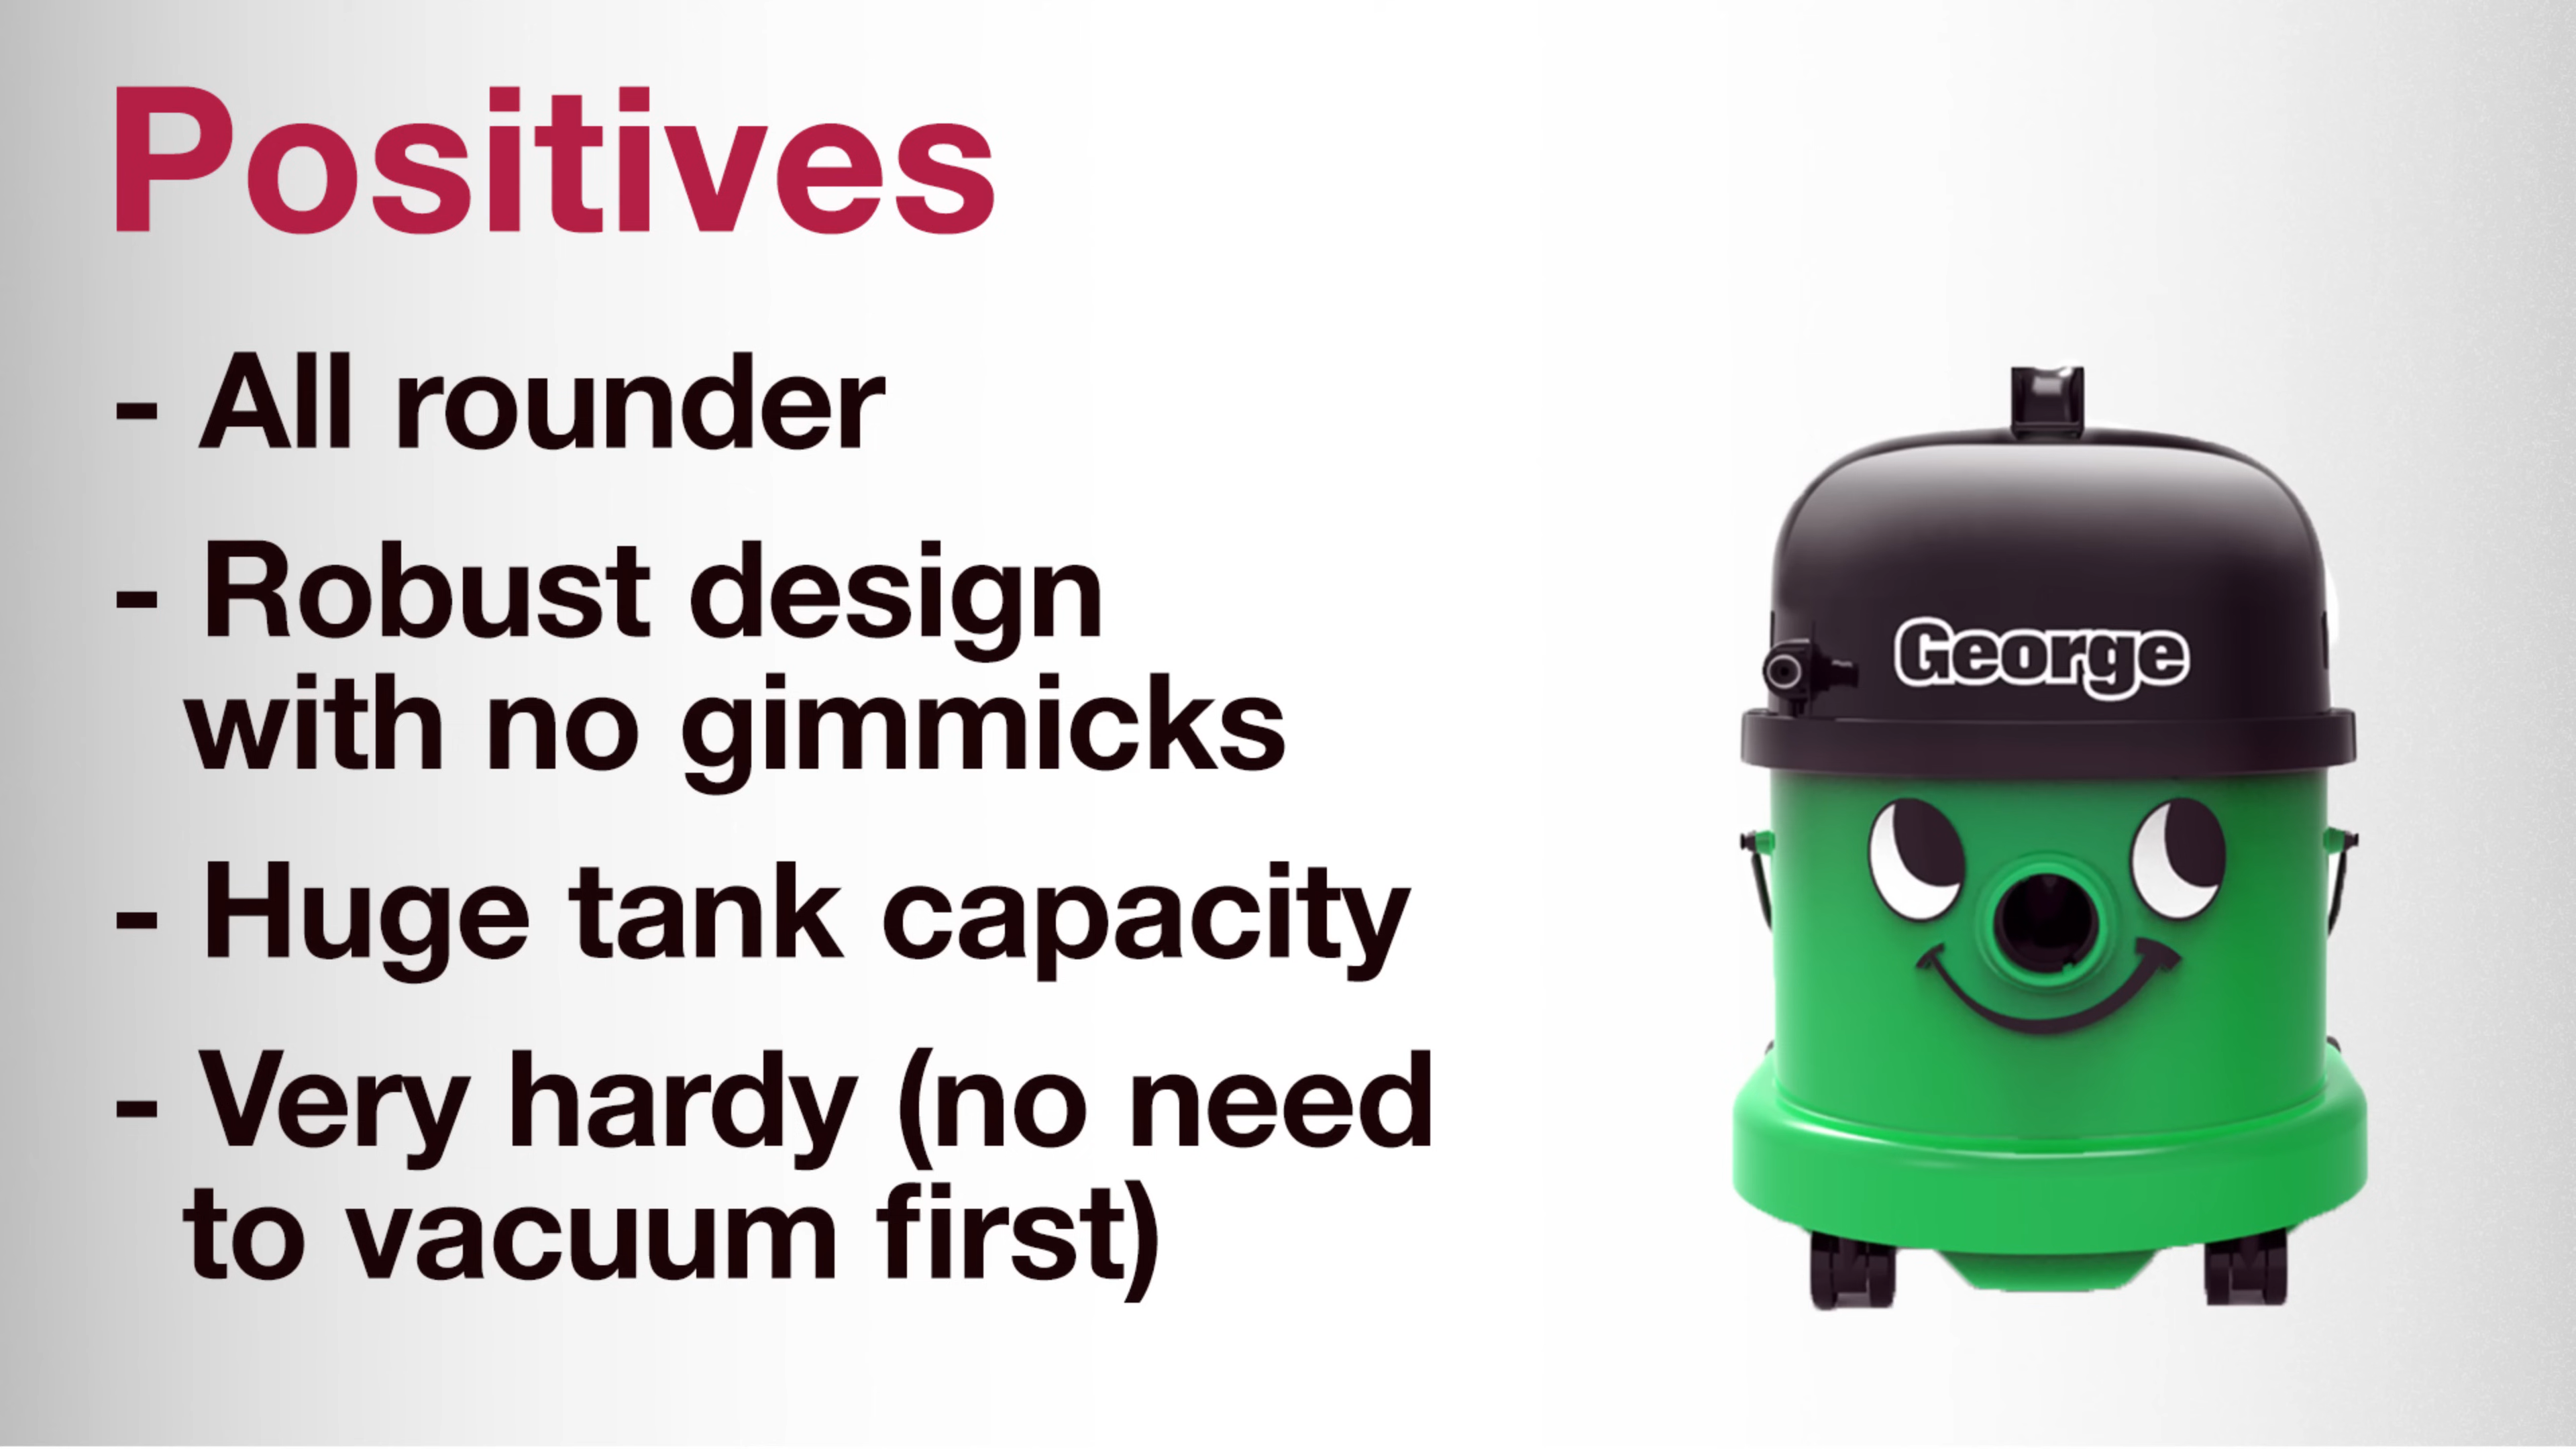 Positives
- All rounder
- Robust design
with no gimmicks
- Huge tank capacity
- Very hardy (no need
to vacuum first)
George